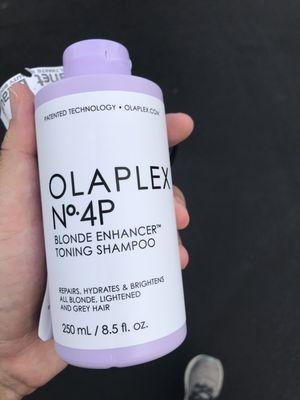 PATENTED TECHNOLOGY • OLAPLEX.COM
OLAPLEX
Nº.4P
BLONDE ENHANCER™
TONING SHAMPOO
REPAIRS, HYDRATES & BRIGHTENS
ALL BLONDE, LIGHTENED
AND GREY HAIR
250 mL / 8.5 fl. oz.